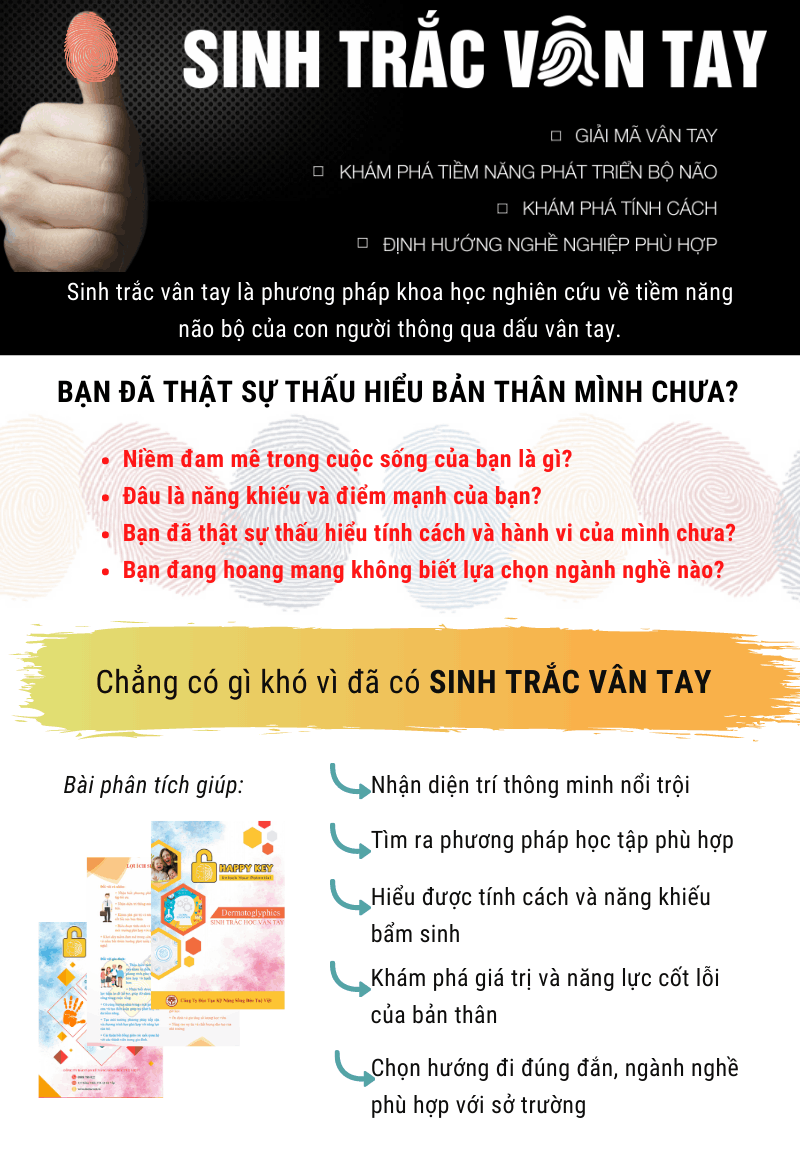 SINH TRẮC VÂN TAY
GIẢI MÃ VÂN TAY
KHÁM PHÁ TIỀM NĂNG PHÁT TRIỂN BỘ NÃO
KHÁM PHÁ TÍNH CÁCH
ĐỊNH HƯỚNG NGHỀ NGHIỆP PHÙ HỢP
Sinh trắc vân tay là phương pháp khoa học nghiên cứu về tiềm năng
não bộ của con người thông qua dấu vân tay.
BẠN ĐÃ THẬT SỰ THẤU HIỂU BẢN THÂN MÌNH CHƯA?
Niềm đam mê trong cuộc sống của bạn là gì?
Đâu là năng khiếu và điểm mạnh của bạn?
Bạn đã thật sự thấu hiểu tính cách và hành vi của mình chưa?
Bạn đang hoang mang không biết lựa chọn ngành nghề nào?
Chẳng có gì khó vì đã có SINH TRẮC VÂN TAY
Bài phân tích giúp:
Nhận diện trí thông minh nổi trội
Tìm ra phương pháp học tập phù hợp
Hiểu được tính cách và năng khiếu
bẩm sinh
Khám phá giá trị và năng lực cốt lỗi
của bản thân
Chọn hướng đi đúng đắn, ngành nghề
phù hợp với sở trường
HAPPY KEY
Unlock Your Potential
Dermatoglyphics
SINH TRẮC HỌC VÂN TAY